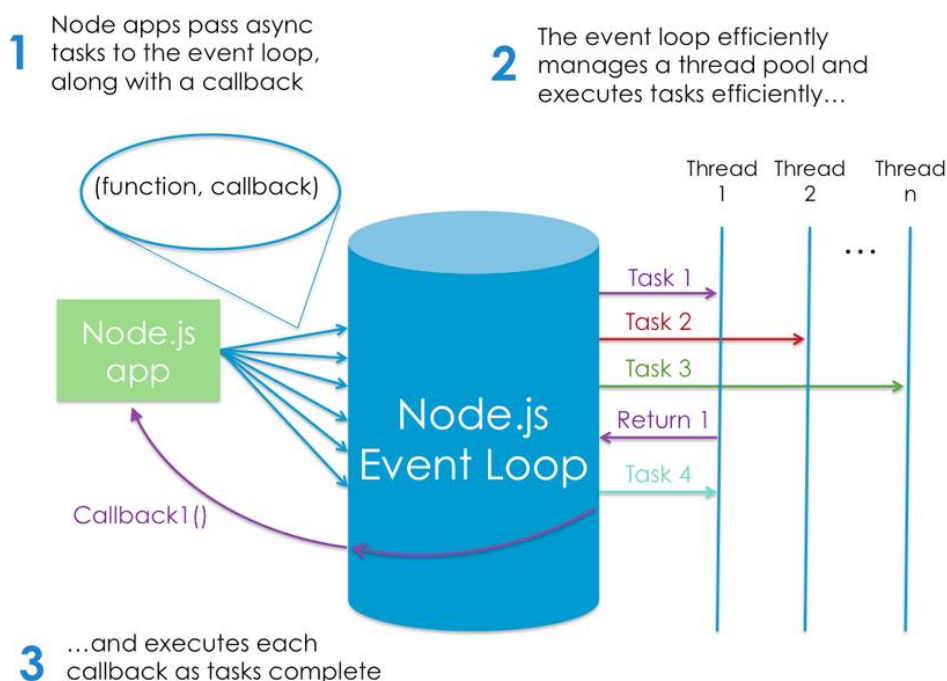 1
Node apps pass async
tasks to the event loop,
along with a callback
2
The event loop efficiently
manages a thread pool and
executes tasks efficiently...
(function, callback)
Thread
1
Thread
2
Thread
n
...
Node.js
app
Node.js
Event Loop
Task 1
Task 2
Task 3
Return 1
Task 4
Callback1()
3
...and executes each
callback as tasks complete